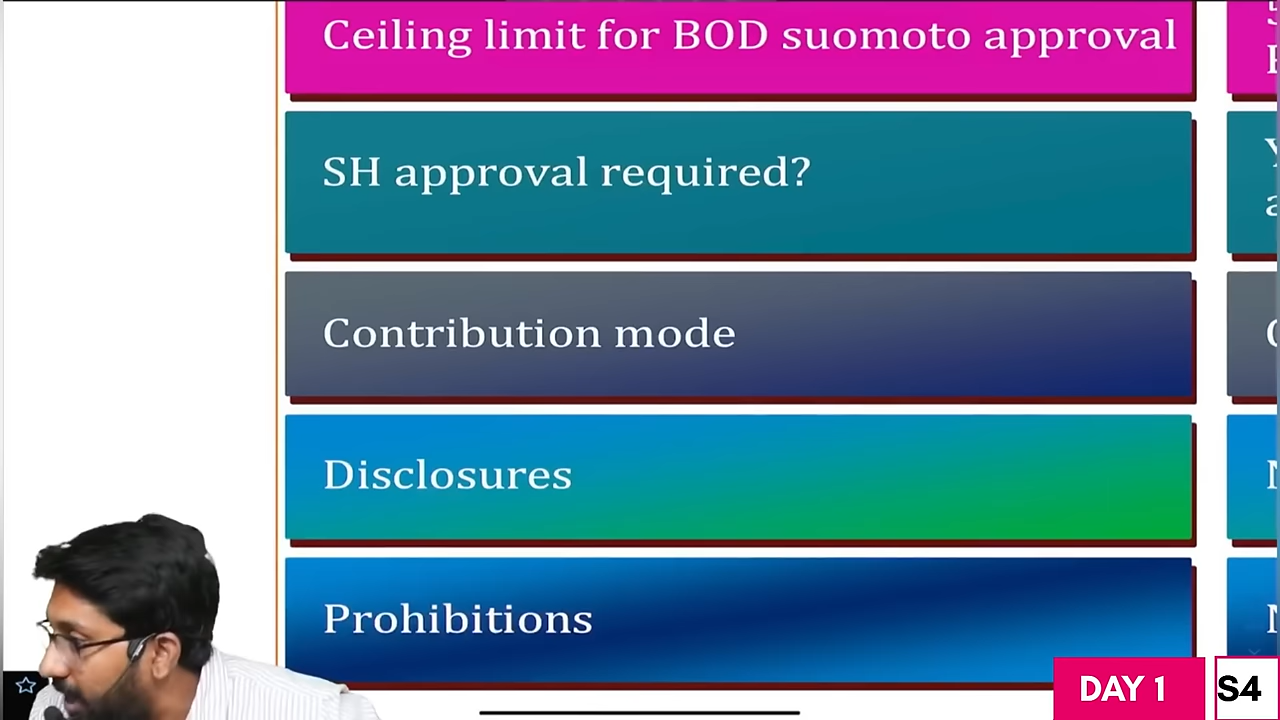 Ceiling limit for BOD suomoto approval
SH approval required?
Contribution mode
Disclosures
Prohibitions
DAY 1
S4